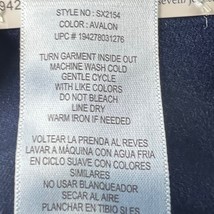 942
STYLE NO : SX2154
COLOR : AVALON
UPC # 194278031276
TURN GARMENT INSIDE OUT
MACHINE WASH COLD
GENTLE CYCLE
WITH LIKE COLORS
DO NOT BLEACH
LINE DRY
WARM IRON IF NEEDED
VOLTEAR LA PRENDA AL REVES
LAVAR A MAQUINA CON AGUA FRIA
EN CICLO SUAVE CON COLORES
SIMILARES
NO USAR BLANQUEADOR
SECAR AL AIRE
PLANCHAR EN TIBIO SI ES